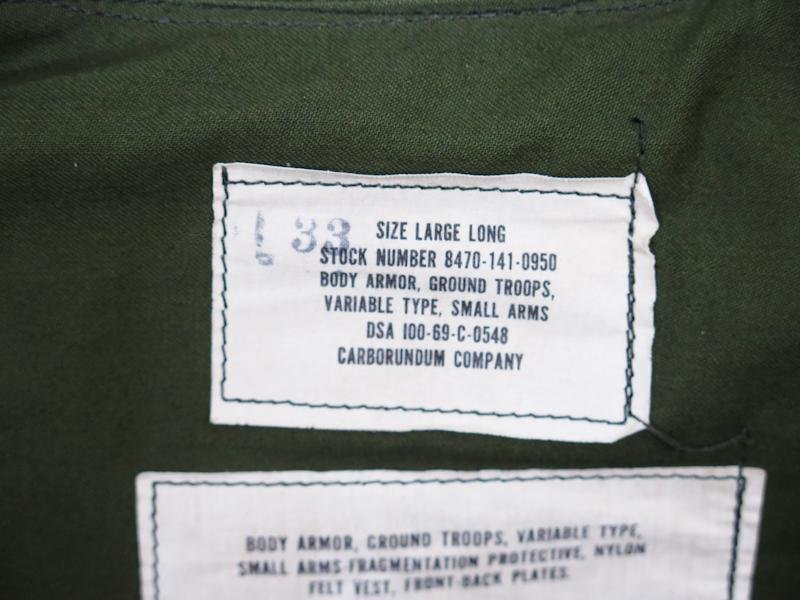 33
SIZE LARGE LONG
STOCK NUMBER 8470-141-0950
BODY ARMOR, GROUND TROOPS,
VARIABLE TYPE, SMALL ARMS
DSA 100-69-C-0548
CARBORUNDUM COMPANY
BODY ARMOR, GROUND TROOPS, VARIABLE TYPE,
SMALL ARMS-FRAGMENTATION PROTECTIVE, NYLON
FELT VEST, FRONT-BACK PLATES.